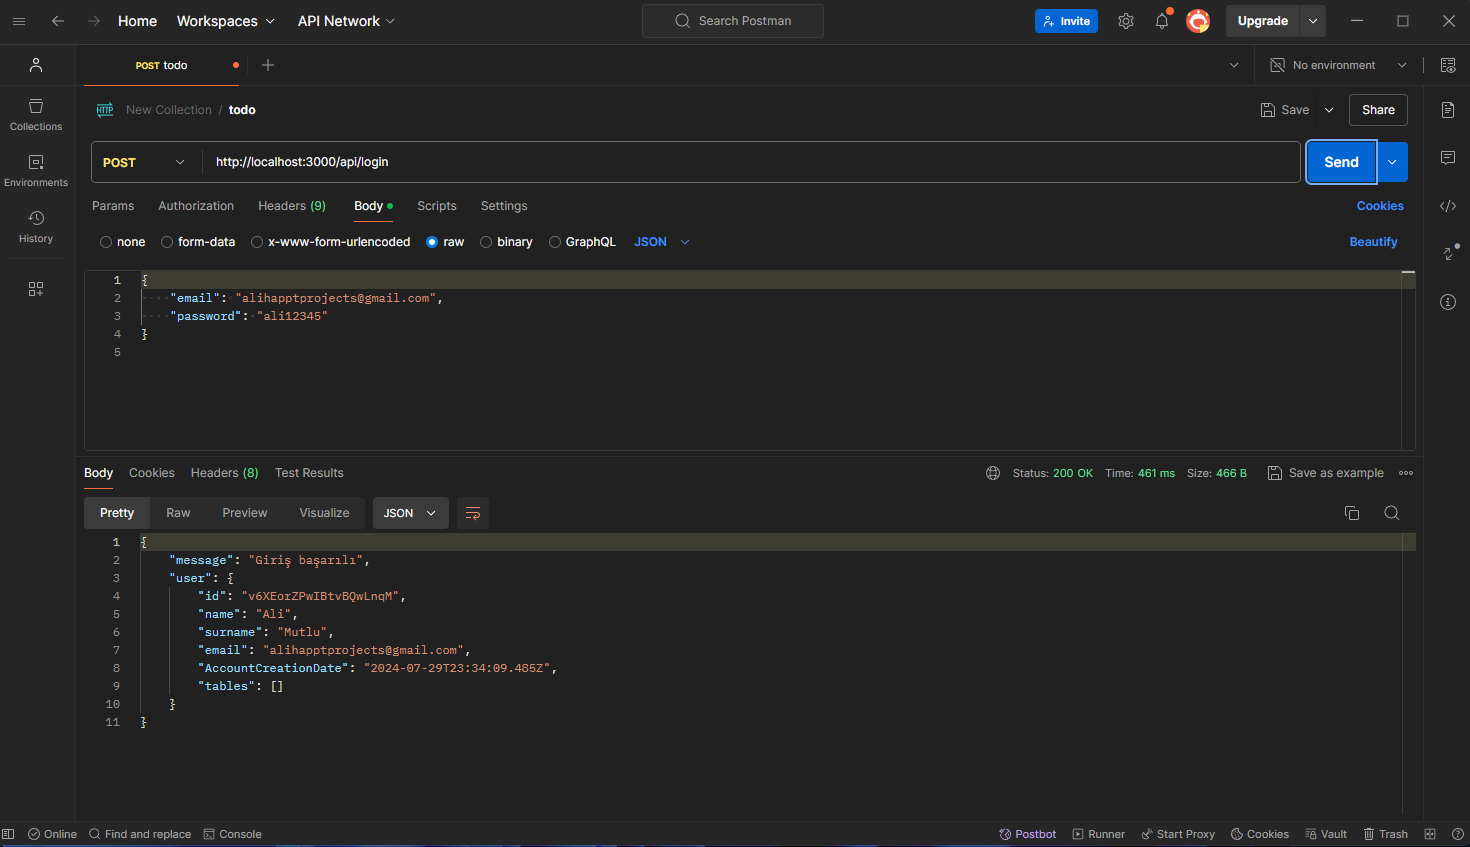 Home Workspaces API Network Search Postman Invite Upgrade
POST todo No environment
HTTP New Collection / todo Save Share
Collections
POST http://localhost:3000/api/login Send
Environments
Params Authorization Headers (9) Body Scripts Settings Cookies
History
none form-data x-www-form-urlencoded raw binary GraphQL JSON Beautify
1 {
2 "email": "alihapptprojects@gmail.com",
3 "password": "ali12345"
4 }
5
Body Cookies Headers (8) Test Results Status: 200 OK Time: 461 ms Size: 466 B Save as example
Pretty Raw Preview Visualize JSON
1 {
2 "message": "Giriş başarılı",
3 "user": {
4 "id": "v6XEorZPwIBtvBQwLnqM",
5 "name": "Ali",
6 "surname": "Mutlu",
7 "email": "alihapptprojects@gmail.com",
8 "AccountCreationDate": "2024-07-29T23:34:09.485Z",
9 "tables": []
10 }
11 }
Online Find and replace Console Postbot Runner Start Proxy Cookies Vault Trash